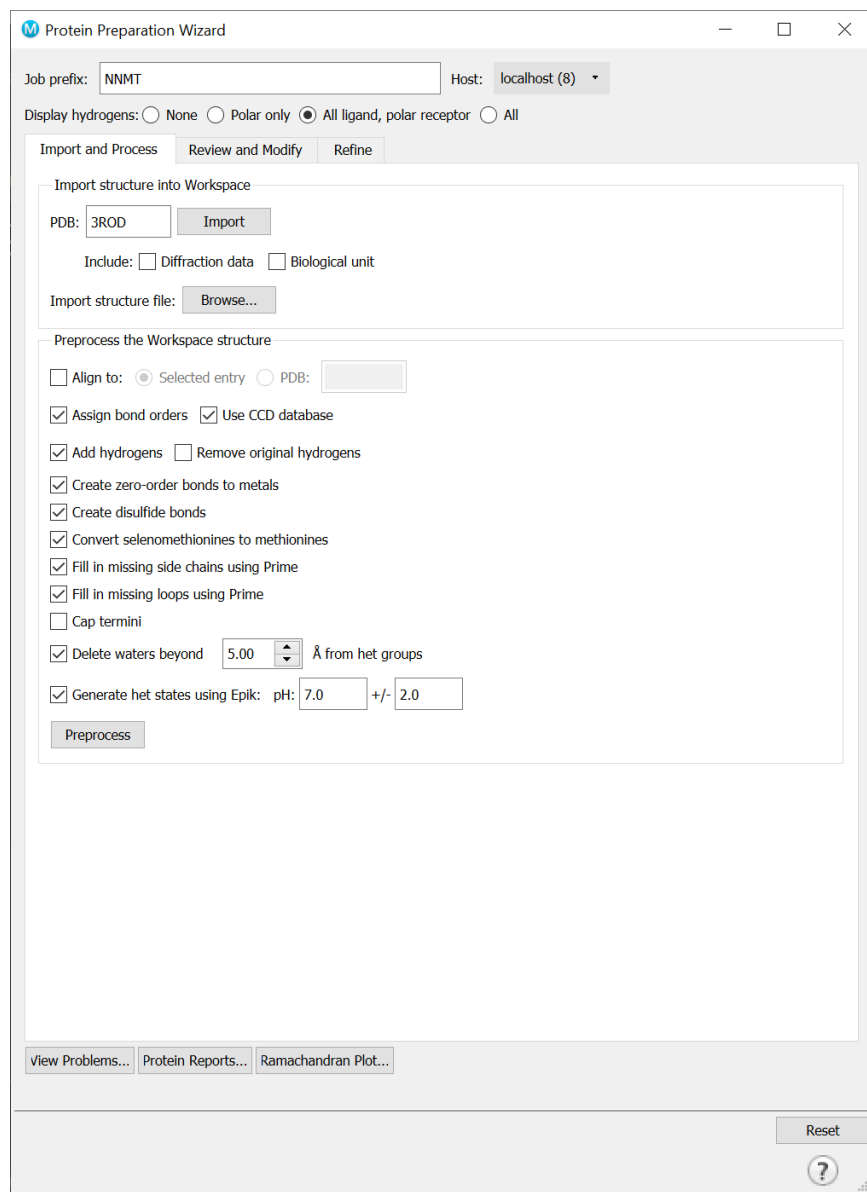 M Protein Preparation Wizard
Job prefix: NNMT Host: localhost (8)
Display hydrogens: None Polar only All ligand, polar receptor All
Import and Process Review and Modify Refine
Import structure into Workspace
PDB: 3ROD Import
Include: Diffraction data Biological unit
Import structure file: Browse...
Preprocess the Workspace structure
Align to: Selected entry PDB:
Assign bond orders Use CCD database
Add hydrogens Remove original hydrogens
Create zero-order bonds to metals
Create disulfide bonds
Convert selenomethionines to methionines
Fill in missing side chains using Prime
Fill in missing loops using Prime
Cap termini
Delete waters beyond 5.00 Å from het groups
Generate het states using Epik: pH: 7.0 +/- 2.0
Preprocess
View Problems... Protein Reports... Ramachandran Plot...
Reset
?